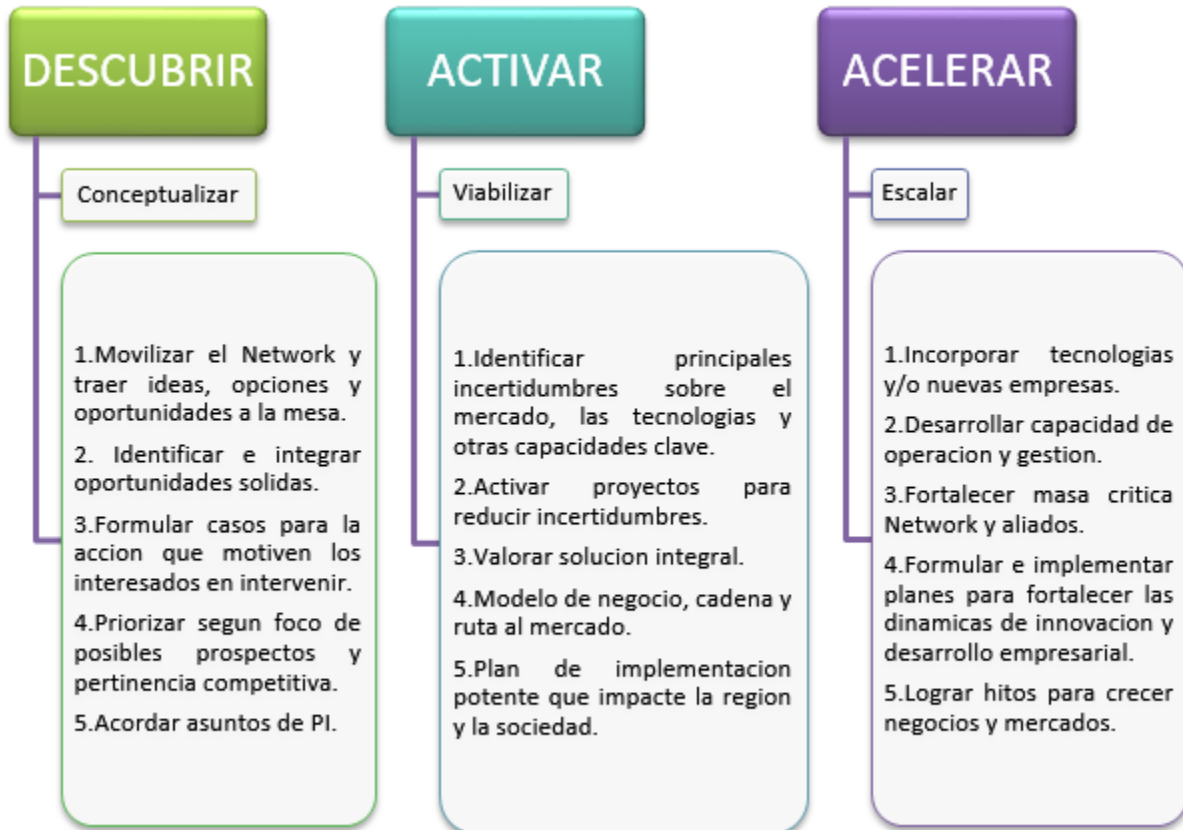 DESCUBRIR
Conceptualizar
1.Movilizar el Network y
traer ideas, opciones y
oportunidades a la mesa.
2. Identificar e integrar
oportunidades solidas.
3.Formular casos para la
accion que motiven los
interesados en intervenir.
4.Priorizar segun foco de
posibles prospectos y
pertinencia competitiva.
5.Acordar asuntos de PI.
ACTIVAR
Viabilizar
1.Identificar principales
incertidumbres sobre el
mercado, las tecnologias y
otras capacidades clave.
2.Activar proyectos para
reducir incertidumbres.
3.Valorar solucion integral.
4.Modelo de negocio, cadena y
ruta al mercado.
5.Plan de implementacion
potente que impacte la region
y la sociedad.
ACELERAR
Escalar
1.Incorporar tecnologias
y/o nuevas empresas.
2.Desarrollar capacidad de
operacion y gestion.
3.Fortalecer masa critica
Network y aliados.
4.Formular e implementar
planes para fortalecer las
dinamicas de innovacion y
desarrollo empresarial.
5.Lograr hitos para crecer
negocios y mercados.